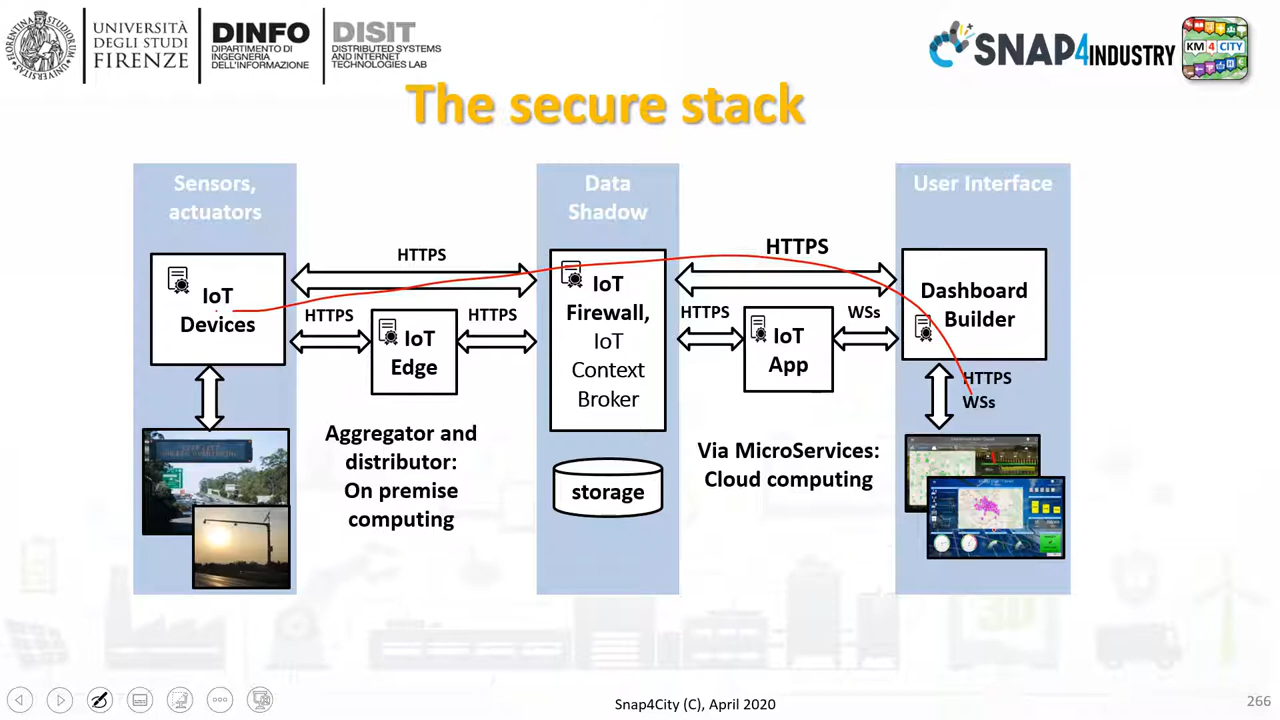 UNIVERSITÀ
DEGLI STUDI
FIRENZE
DINFO
DIPARTIMENTO DI
INGEGNERIA
DELL'INFORMAZIONE
DISIT
DISTRIBUTED SYSTEMS
AND INTERNET
TECHNOLOGIES LAB
SNAP4INDUSTRY
KM 4 CITY
The secure stack
Sensors,
actuators
Data
Shadow
User Interface
HTTPS
HTTPS
IoT
Devices
IoT
Firewall,
IoT
Context
Broker
Dashboard
Builder
HTTPS
HTTPS
HTTPS
WSs
IoT
Edge
IoT
App
HTTPS
WSs
Aggregator and
distributor:
On premise
computing
Via MicroServices:
Cloud computing
storage
Snap4City (C), April 2020
266